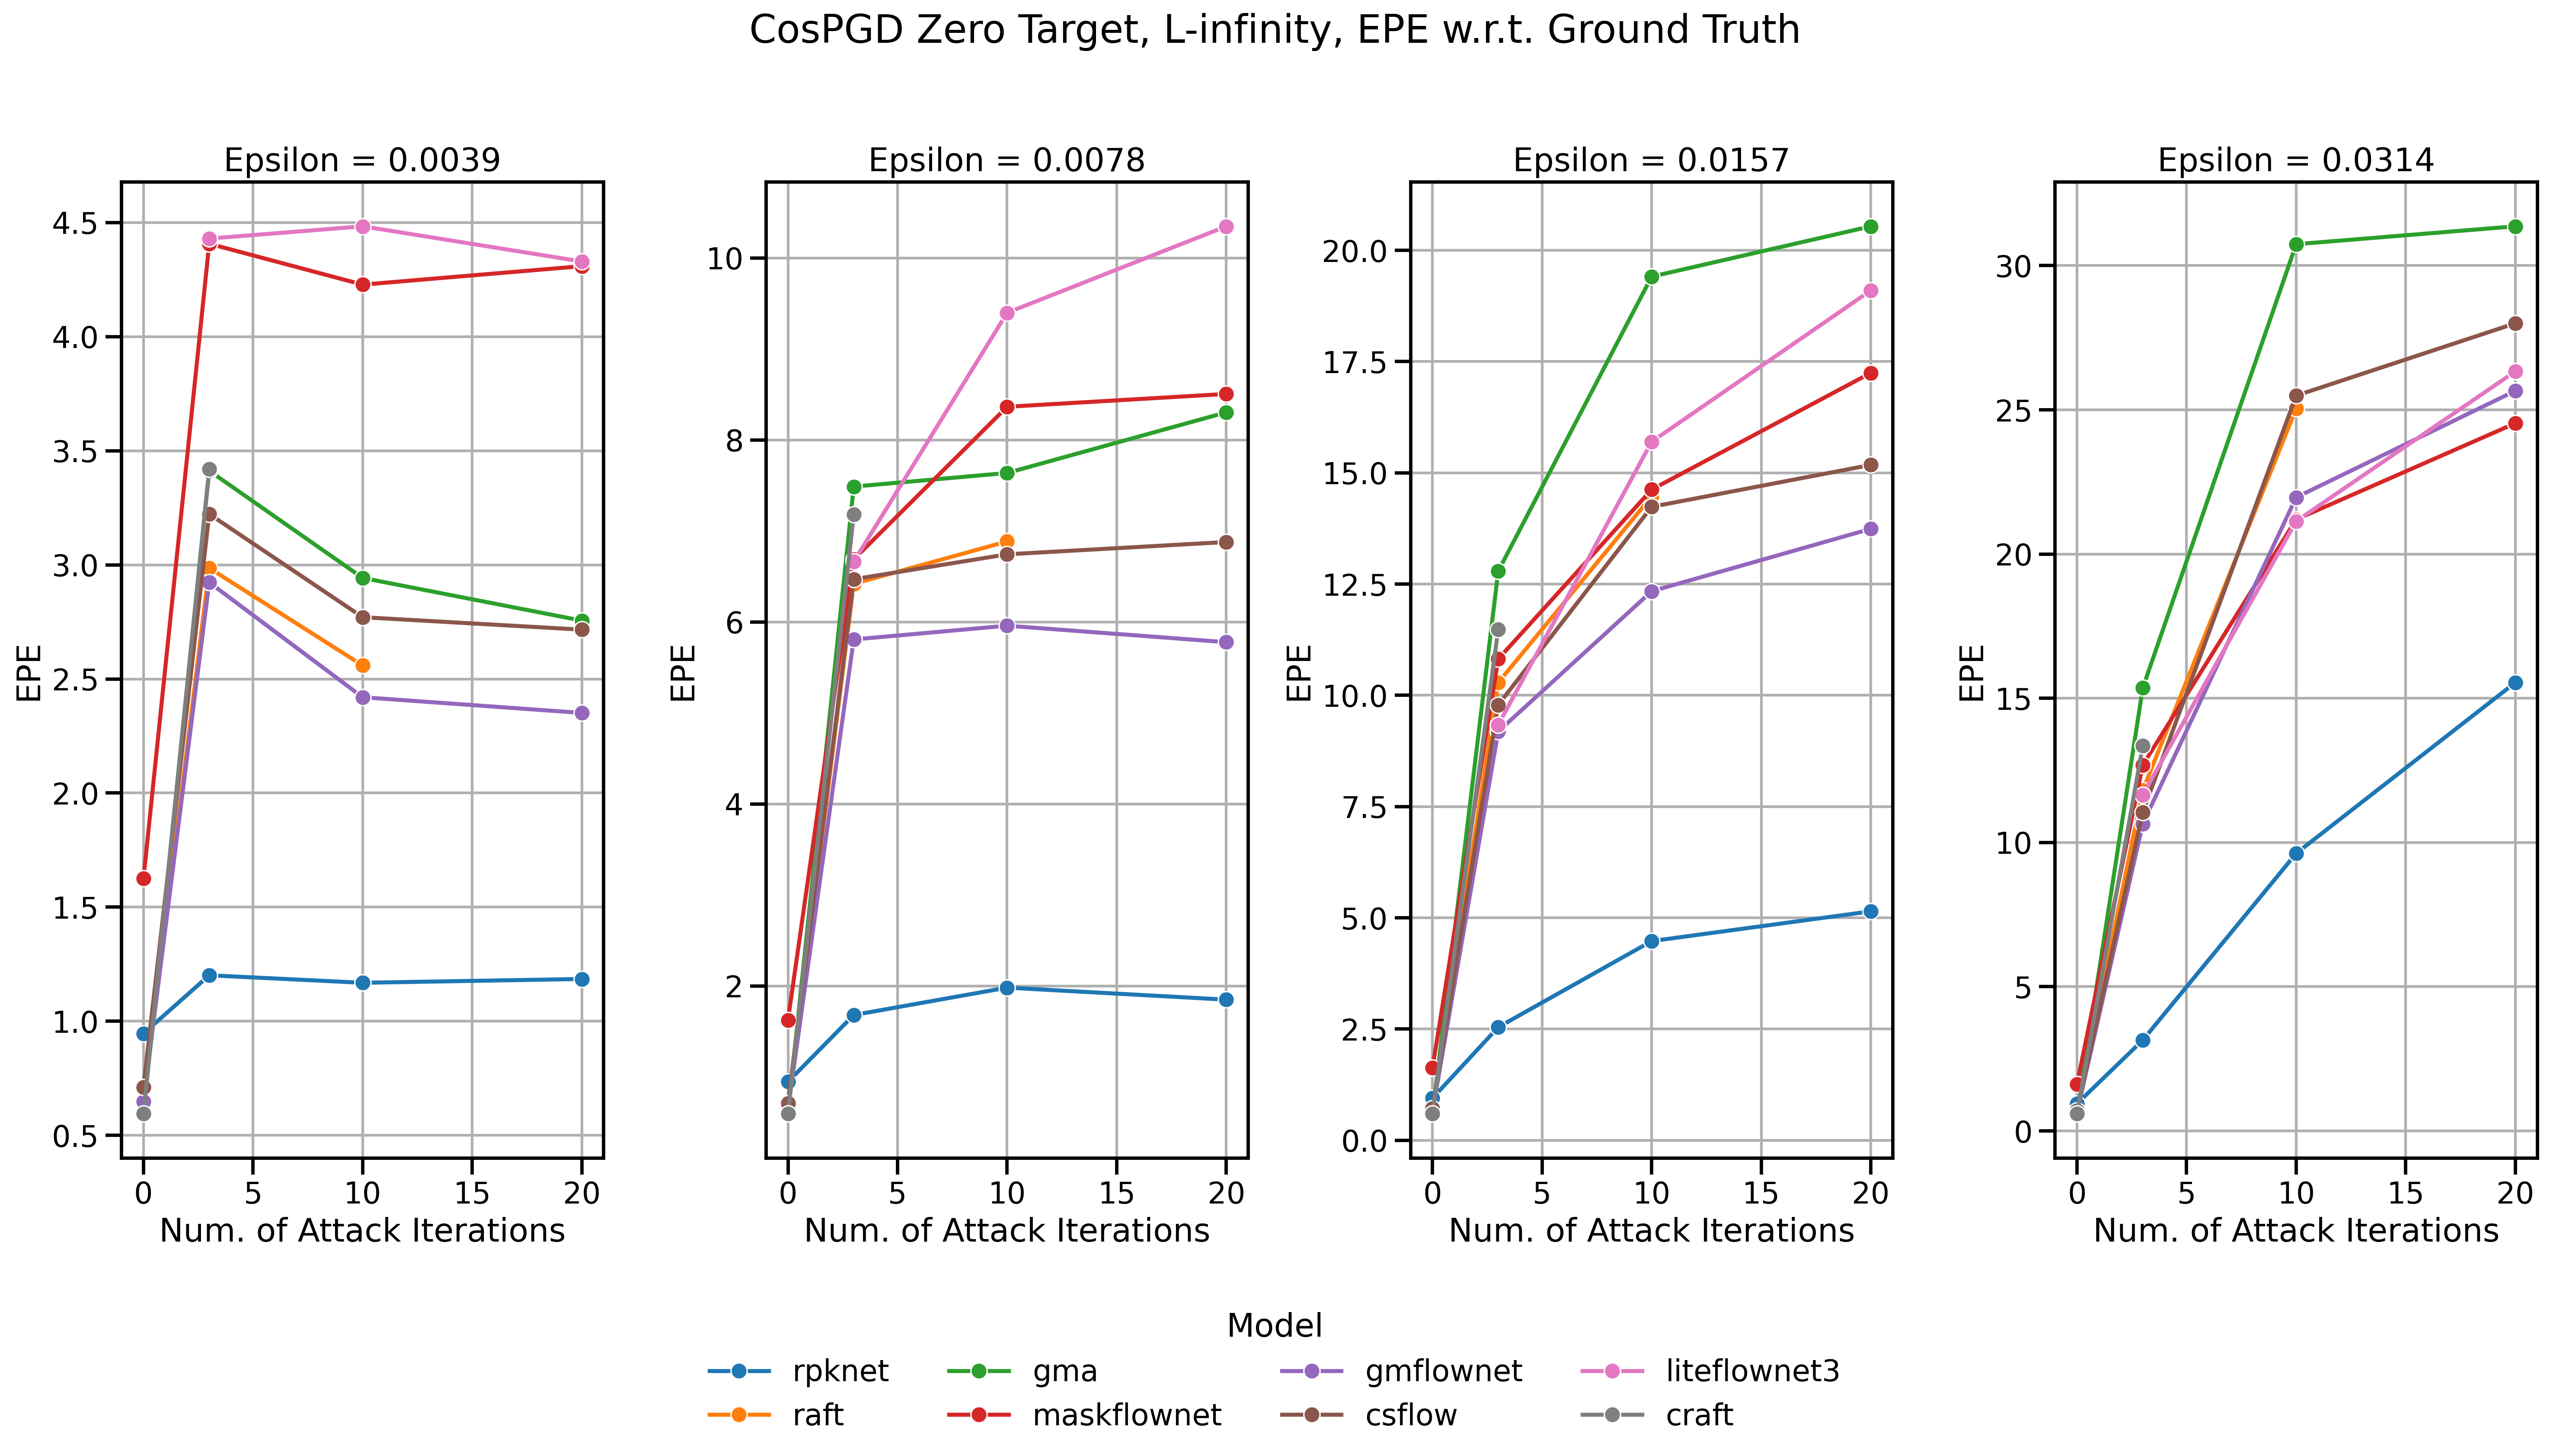 CosPGD Zero Target, L-infinity, EPE w.r.t. Ground Truth
Epsilon = 0.0039
4.5
4.0
3.5
3.0
2.5
2.0
1.5
1.0
0.5
EPE
0 5 10 15 20
Num. of Attack Iterations
Epsilon = 0.0078
10
8
6
4
2
EPE
0 5 10 15 20
Num. of Attack Iterations
Epsilon = 0.0157
20.0
17.5
15.0
12.5
10.0
7.5
5.0
2.5
0.0
EPE
0 5 10 15 20
Num. of Attack Iterations
Epsilon = 0.0314
30
25
20
15
10
5
0
EPE
0 5 10 15 20
Num. of Attack Iterations
Model
rpknet gma gmflownet liteflownet3
raft maskflownet csflow craft